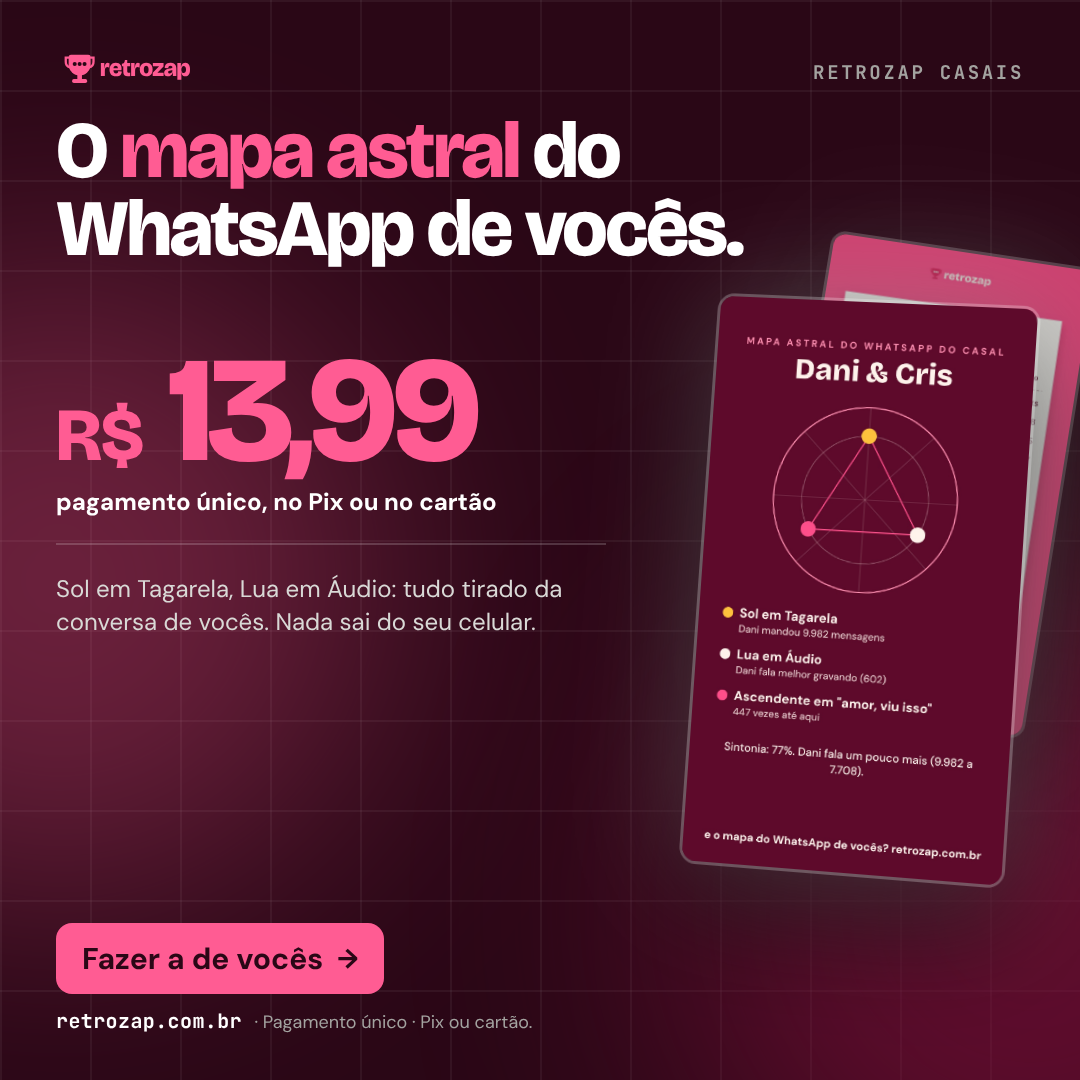 retrozap
RETROZAP CASAIS
O mapa astral do
WhatsApp de vocês.
R$ 13,99
pagamento único, no Pix ou no cartão
Sol em Tagarela, Lua em Áudio: tudo tirado da
conversa de vocês. Nada sai do seu celular.
retrozap
MAPA ASTRAL DO WHATSAPP DO CASAL
Dani & Cris
Sol em Tagarela
Dani mandou 9.982 mensagens
Lua em Áudio
Dani fala melhor gravando (602)
Ascendente em "amor, viu isso"
447 vezes até aqui
Sintonia: 77%. Dani fala um pouco mais (9.982 a
7.708).
e o mapa do WhatsApp de vocês? retrozap.com.br
Fazer a de vocês →
retrozap.com.br · Pagamento único · Pix ou cartão.